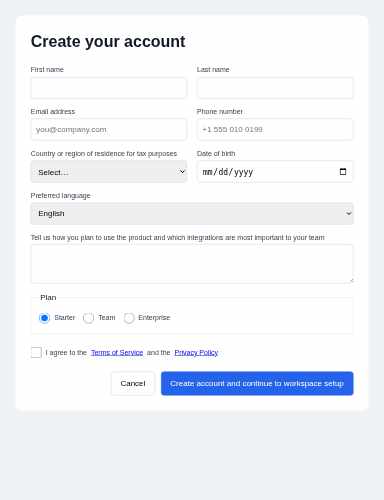 Create your account
First name Last name
Email address Phone number
you@company.com +1 555 010 0199
Country or region of residence for tax purposes Date of birth
Select... mm/dd/yyyy
Preferred language
English
Tell us how you plan to use the product and which integrations are most important to your team
Plan
Starter Team Enterprise
I agree to the Terms of Service and the Privacy Policy
Cancel Create account and continue to workspace setup